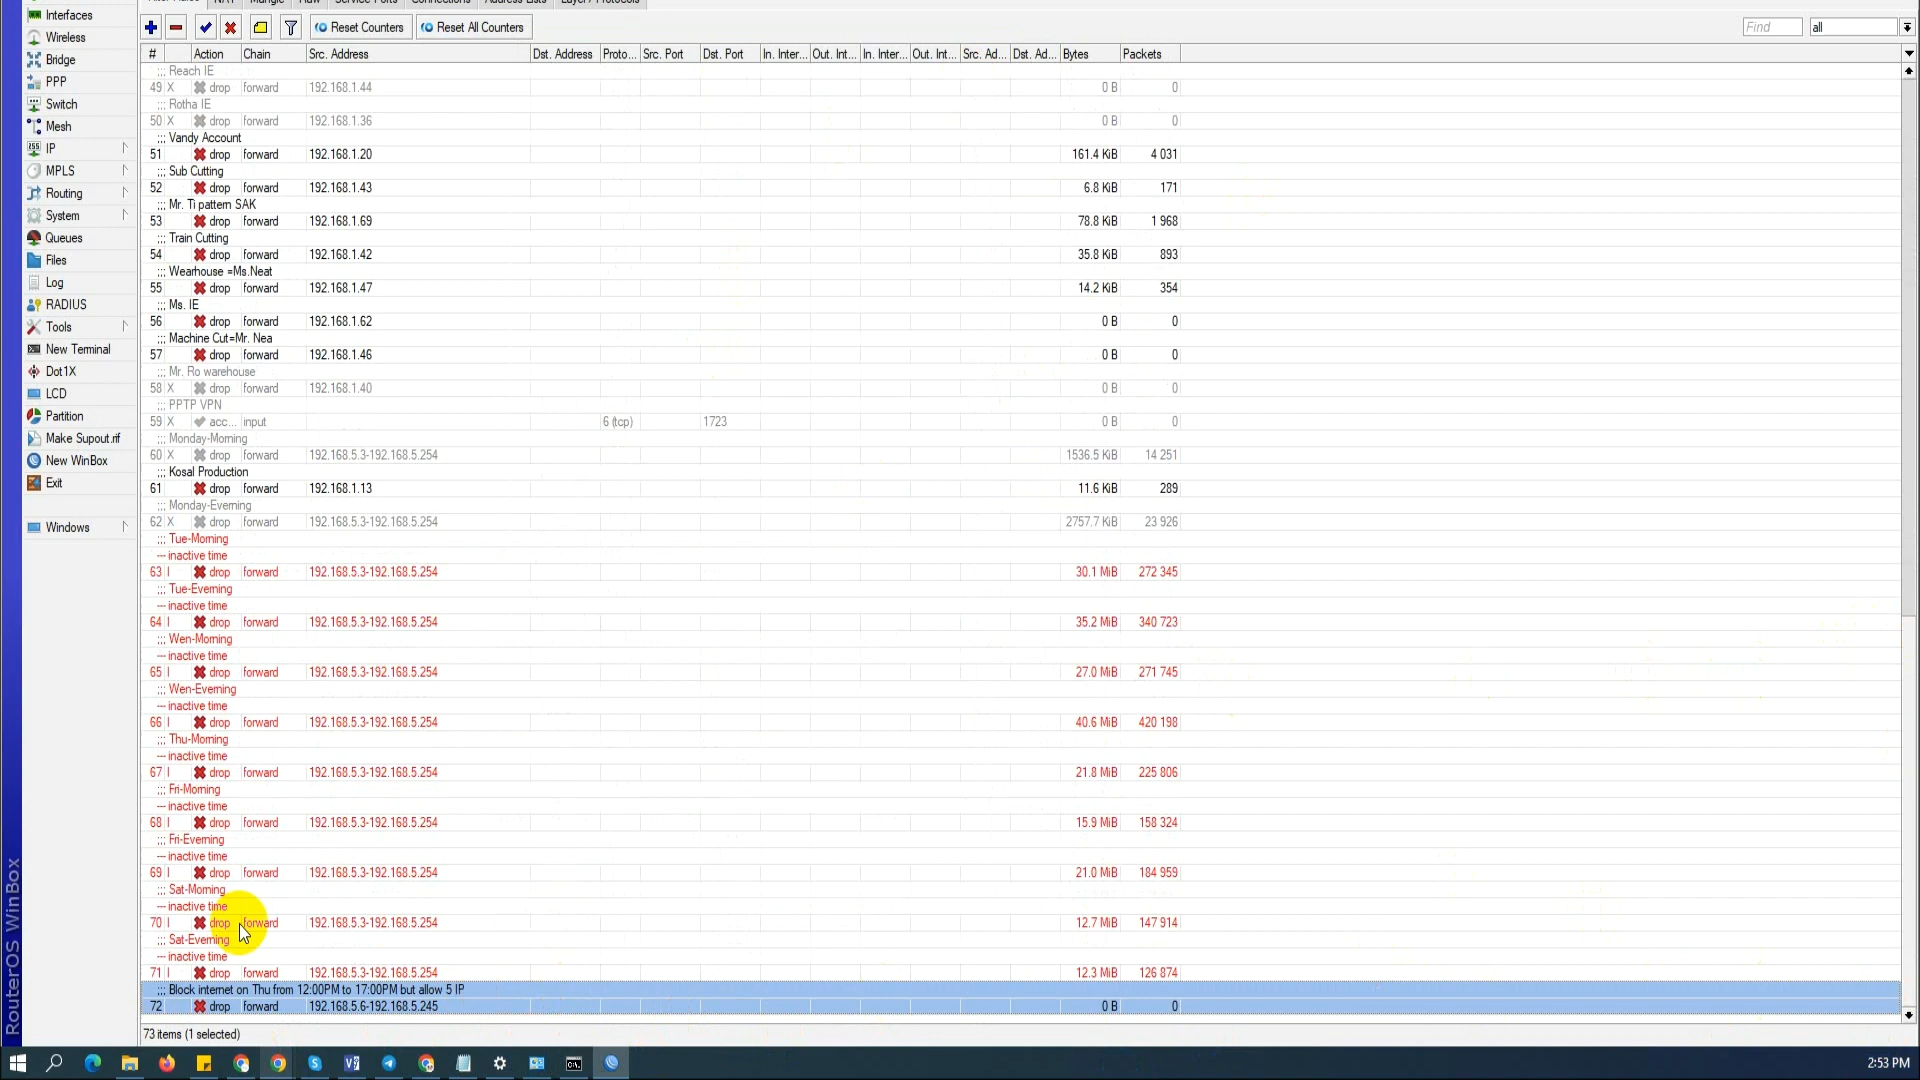 Interfaces
Wireless
Bridge
PPP
Switch
Mesh
IP
MPLS
Routing
System
Queues
Files
Log
RADIUS
Tools
New Terminal
Dot1X
LCD
Partition
Make Supout.rif
New WinBox
Exit
Windows
RouterOS WinBox
Reset Counters
Reset All Counters
Find
all
# Action Chain Src. Address Dst. Address Proto... Src. Port Dst. Port In. Inter... Out. Int... In. Inter... Out. Int... Src. Ad... Dst. Ad... Bytes Packets
;;; Reach IE
49 X drop forward 192.168.1.44 0 B 0
;;; Rotha IE
50 X drop forward 192.168.1.36 0 B 0
;;; Vandy Account
51 drop forward 192.168.1.20 161.4 KiB 4 031
;;; Sub Cutting
52 drop forward 192.168.1.43 6.8 KiB 171
;;; Mr. Ti pattern SAK
53 drop forward 192.168.1.69 78.8 KiB 1 968
;;; Train Cutting
54 drop forward 192.168.1.42 35.8 KiB 893
;;; Wearhouse =Ms.Neat
55 drop forward 192.168.1.47 14.2 KiB 354
;;; Ms. IE
56 drop forward 192.168.1.62 0 B 0
;;; Machine Cut=Mr. Nea
57 drop forward 192.168.1.46 0 B 0
;;; Mr. Ro warehouse
58 X drop forward 192.168.1.40 0 B 0
;;; PPTP VPN
59 X acc... input 6 (tcp) 1723 0 B 0
;;; Monday-Morning
60 X drop forward 192.168.5.3-192.168.5.254 1536.5 KiB 14 251
;;; Kosal Production
61 drop forward 192.168.1.13 11.6 KiB 289
;;; Monday-Everning
62 X drop forward 192.168.5.3-192.168.5.254 2757.7 KiB 23 926
;;; Tue-Morning
--- inactive time
63 I drop forward 192.168.5.3-192.168.5.254 30.1 MiB 272 345
;;; Tue-Everning
--- inactive time
64 I drop forward 192.168.5.3-192.168.5.254 35.2 MiB 340 723
;;; Wen-Morning
--- inactive time
65 I drop forward 192.168.5.3-192.168.5.254 27.0 MiB 271 745
;;; Wen-Everning
--- inactive time
66 I drop forward 192.168.5.3-192.168.5.254 40.6 MiB 420 198
;;; Thu-Morning
--- inactive time
67 I drop forward 192.168.5.3-192.168.5.254 21.8 MiB 225 806
;;; Fri-Morning
--- inactive time
68 I drop forward 192.168.5.3-192.168.5.254 15.9 MiB 158 324
;;; Fri-Everning
--- inactive time
69 I drop forward 192.168.5.3-192.168.5.254 21.0 MiB 184 959
;;; Sat-Morning
--- inactive time
70 I drop forward 192.168.5.3-192.168.5.254 12.7 MiB 147 914
;;; Sat-Everning
--- inactive time
71 I drop forward 192.168.5.3-192.168.5.254 12.3 MiB 126 874
;;; Block internet on Thu from 12:00PM to 17:00PM but allow 5 IP
72 drop forward 192.168.5.6-192.168.5.245 0 B 0
73 items (1 selected)
2:53 PM